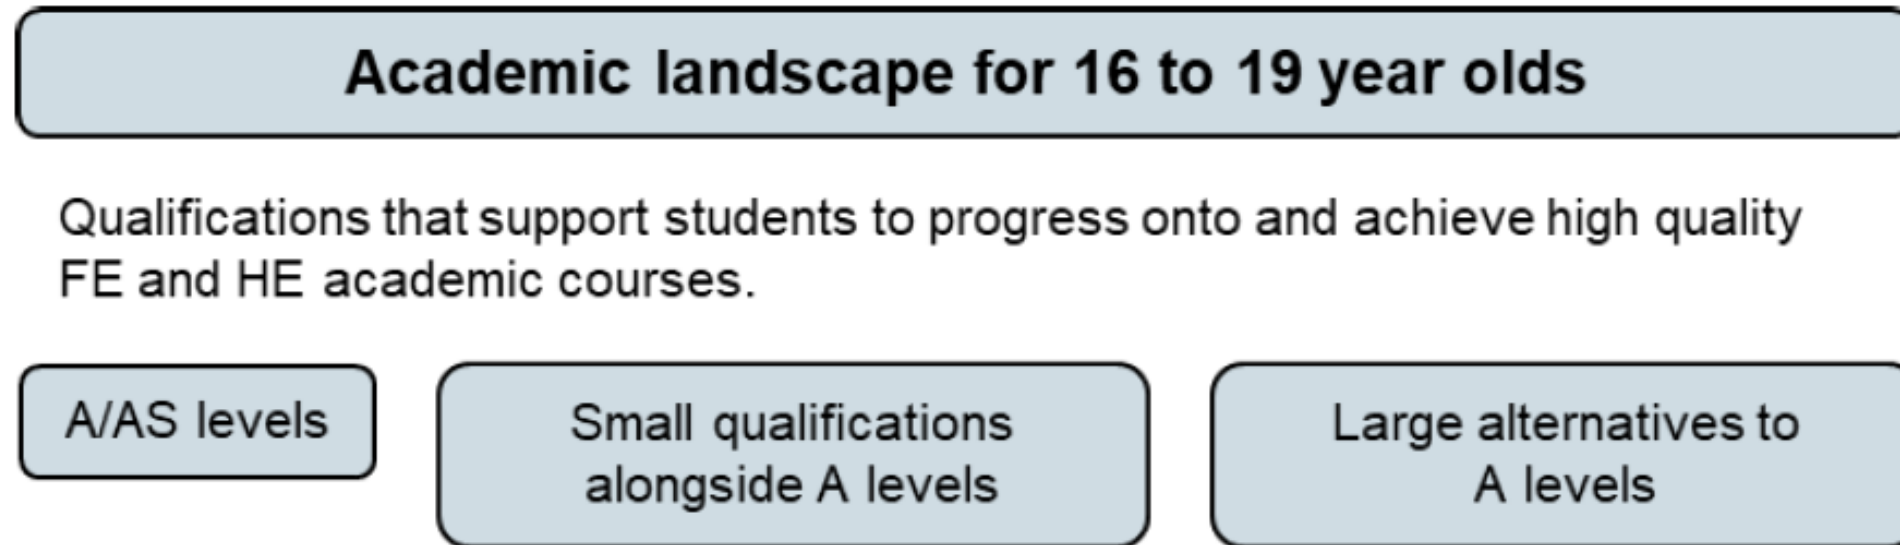 Academic landscape for 16 to 19 year olds
Qualifications that support students to progress onto and achieve high quality
FE and HE academic courses.
A/AS levels
Small qualifications
alongside A levels
Large alternatives to
A levels